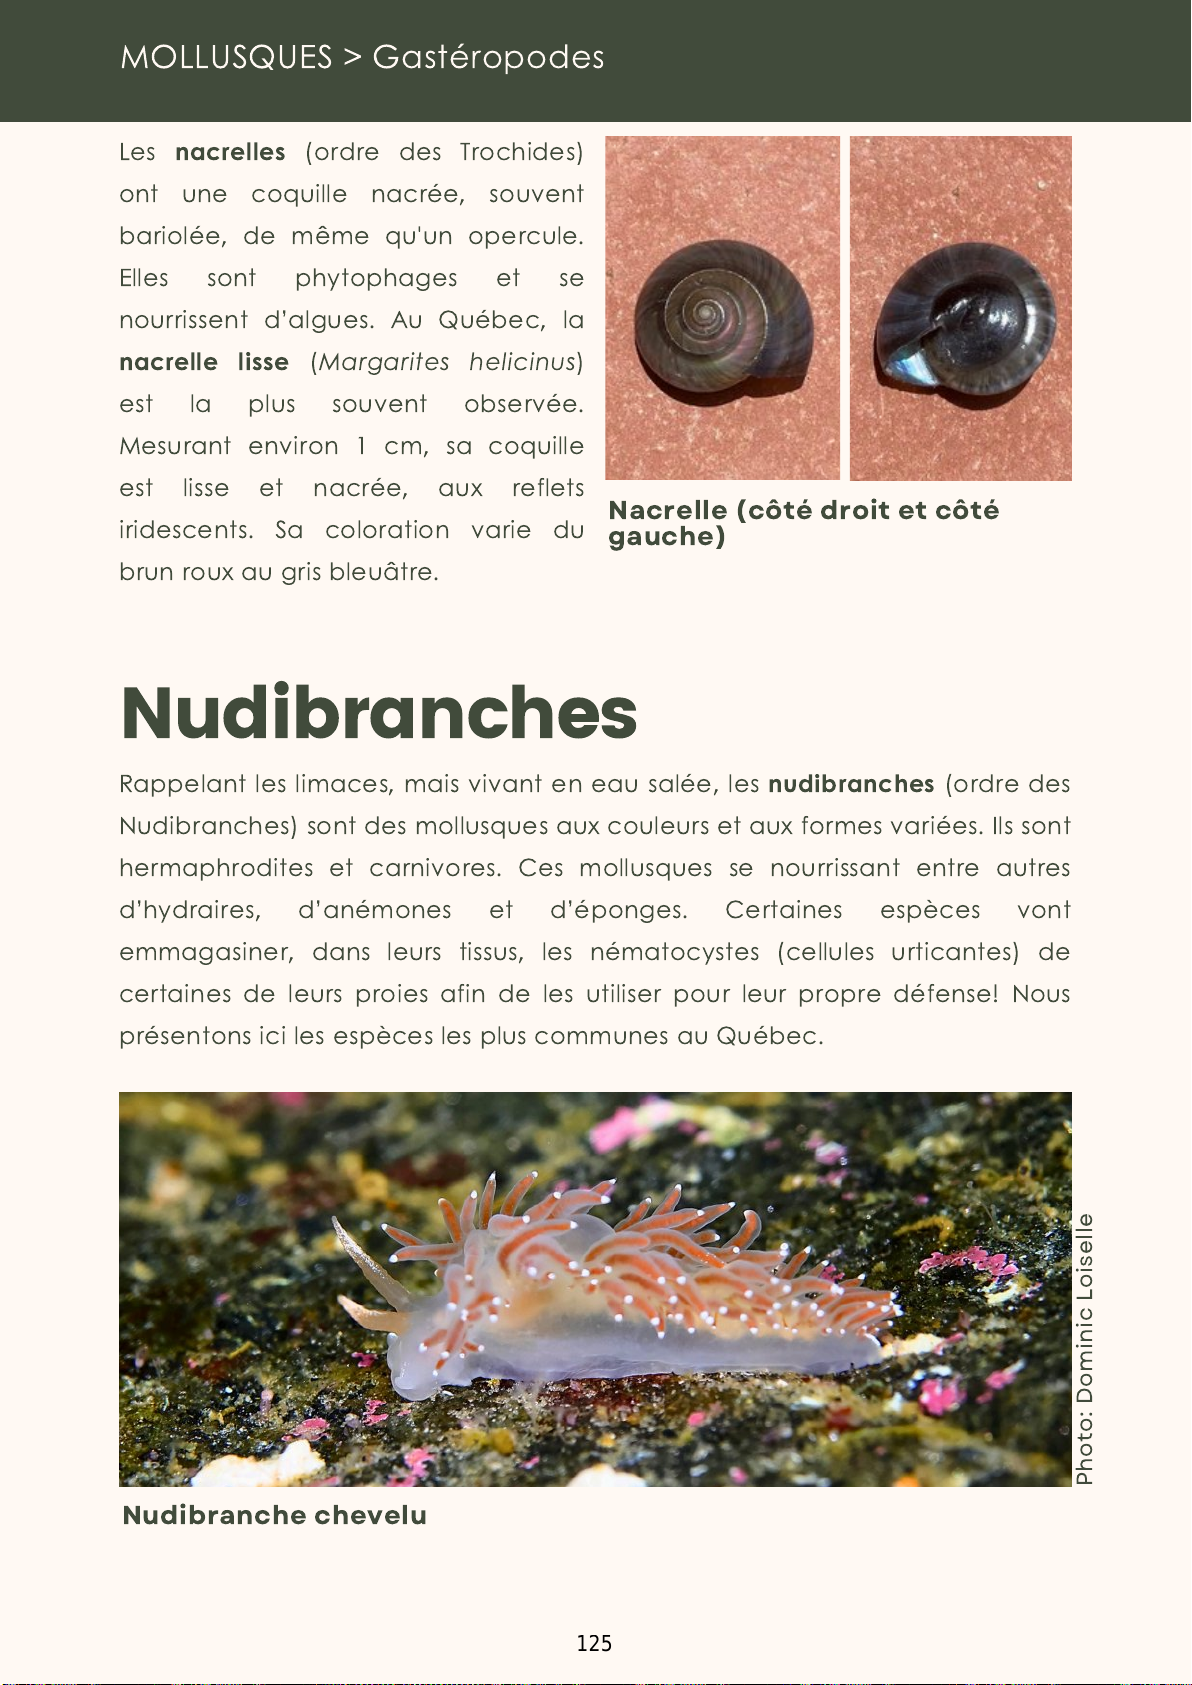 MOLLUSQUES > Gastéropodes
Les nacrelles (ordre des Trochides)
ont une coquille nacrée, souvent
bariolée, de même qu'un opercule.
Elles sont phytophages et se
nourrissent d’algues. Au Québec, la
nacrelle lisse (Margarites helicinus)
est la plus souvent observée.
Mesurant environ 1 cm, sa coquille
est lisse et nacrée, aux reflets
iridescents. Sa coloration varie du
brun roux au gris bleuâtre.
Nacrelle (côté droit et côté
gauche)
Nudibranches
Rappelant les limaces, mais vivant en eau salée, les nudibranches (ordre des
Nudibranches) sont des mollusques aux couleurs et aux formes variées. Ils sont
hermaphrodites et carnivores. Ces mollusques se nourrissant entre autres
d’hydraires, d’anémones et d’éponges. Certaines espèces vont
emmagasiner, dans leurs tissus, les nématocystes (cellules urticantes) de
certaines de leurs proies afin de les utiliser pour leur propre défense! Nous
présentons ici les espèces les plus communes au Québec.
Photo: Dominic Loiselle
Nudibranche chevelu
125